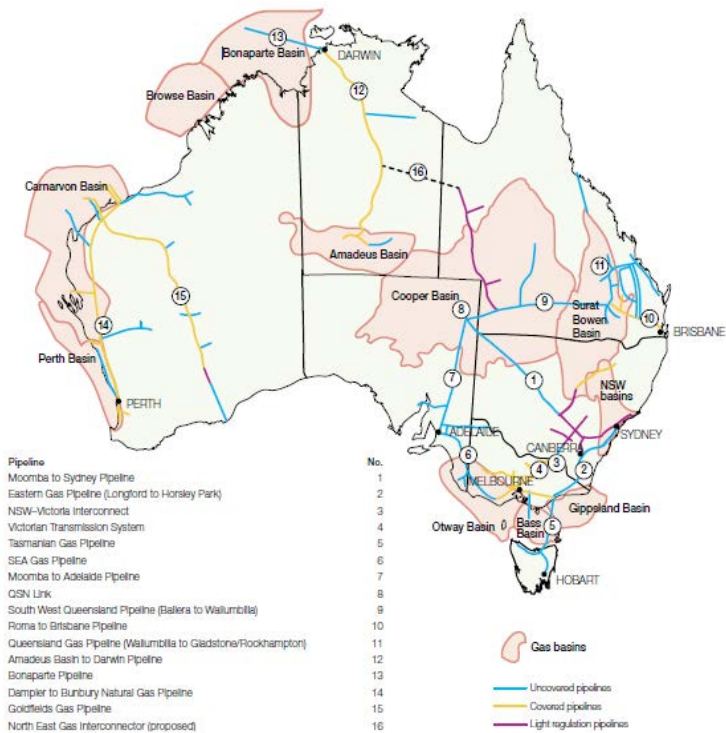 13
Bonaparte Basin
DARWIN
Browse Basin
12
16
Carnarvon Basin
Amadeus Basin
11
15
Cooper Basin
9
Surat
Bowen
Basin
8
10
BRISBANE
14
Perth Basin
7
1
NSW
basins
PERTH
ADELAIDE
CANBERRA
SYDNEY
6
3
2
4
MELBOURNE
Gippsland Basin
Otway Basin
Bass
Basin
5
HOBART
Pipeline No.
Moomba to Sydney Pipeline 1
Eastern Gas Pipeline (Longford to Horsley Park) 2
NSW–Victoria Interconnect 3
Victorian Transmission System 4
Tasmanian Gas Pipeline 5
SEA Gas Pipeline 6
Moomba to Adelaide Pipeline 7
QSN Link 8
South West Queensland Pipeline (Ballera to Wallumbilla) 9
Roma to Brisbane Pipeline 10
Queensland Gas Pipeline (Wallumbilla to Gladstone/Rockhampton) 11
Amadeus Basin to Darwin Pipeline 12
Bonaparte Pipeline 13
Dampier to Bunbury Natural Gas Pipeline 14
Goldfields Gas Pipeline 15
North East Gas Interconnector (proposed) 16
Gas basins
Uncovered pipelines
Covered pipelines
Light regulation pipelines